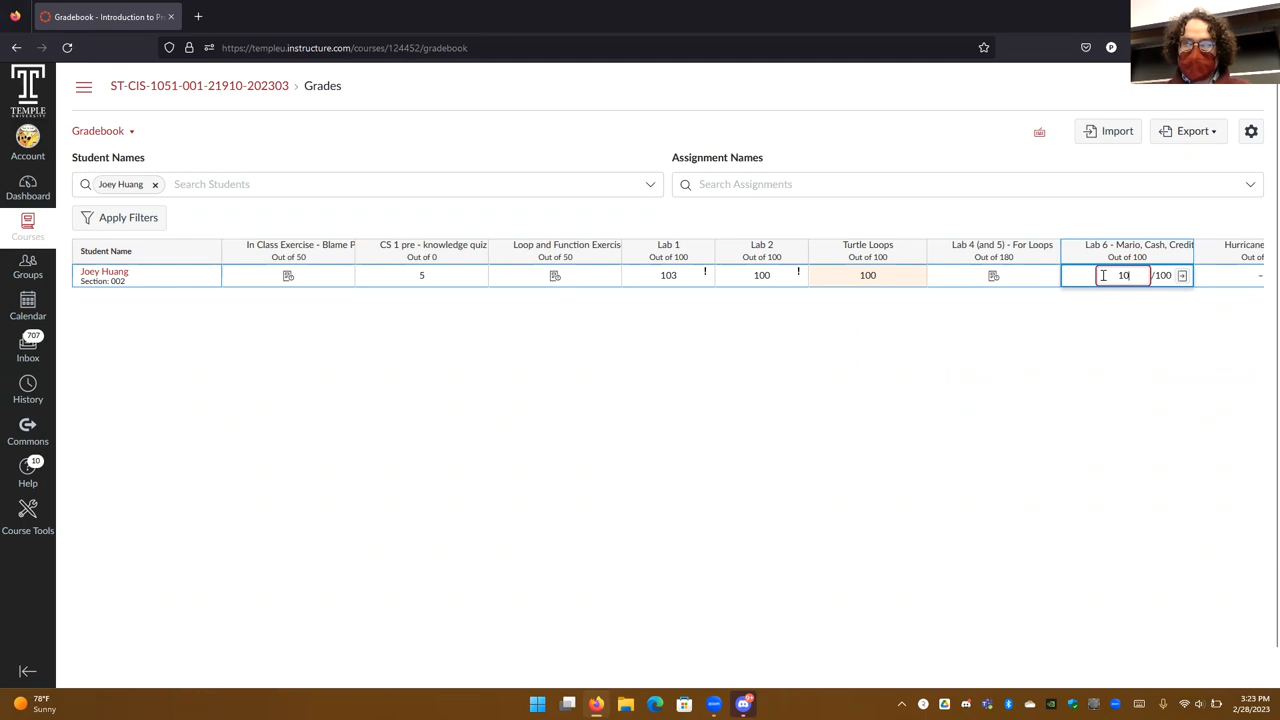 Gradebook - Introduction to Pr
https://templeu.instructure.com/courses/124452/gradebook
P
TEMPLE
UNIVERSITY
ST-CIS-1051-001-21910-202303 > Grades
Gradebook
Import
Export
Account
Student Names
Assignment Names
Joey Huang
Search Students
Search Assignments
Dashboard
Apply Filters
Courses
Student Name
In Class Exercise - Blame P
Out of 50
CS 1 pre - knowledge quiz
Out of 0
Loop and Function Exercis
Out of 50
Lab 1
Out of 100
Lab 2
Out of 100
Turtle Loops
Out of 100
Lab 4 (and 5) - For Loops
Out of 180
Lab 6 - Mario, Cash, Credit
Out of 100
Hurricane
Out of
Joey Huang
Section: 002
5
103
!
100
!
100
10
/100
–
Groups
Calendar
707
Inbox
History
Commons
10
Help
Course Tools
78°F
Sunny
9+
3:23 PM
2/28/2023